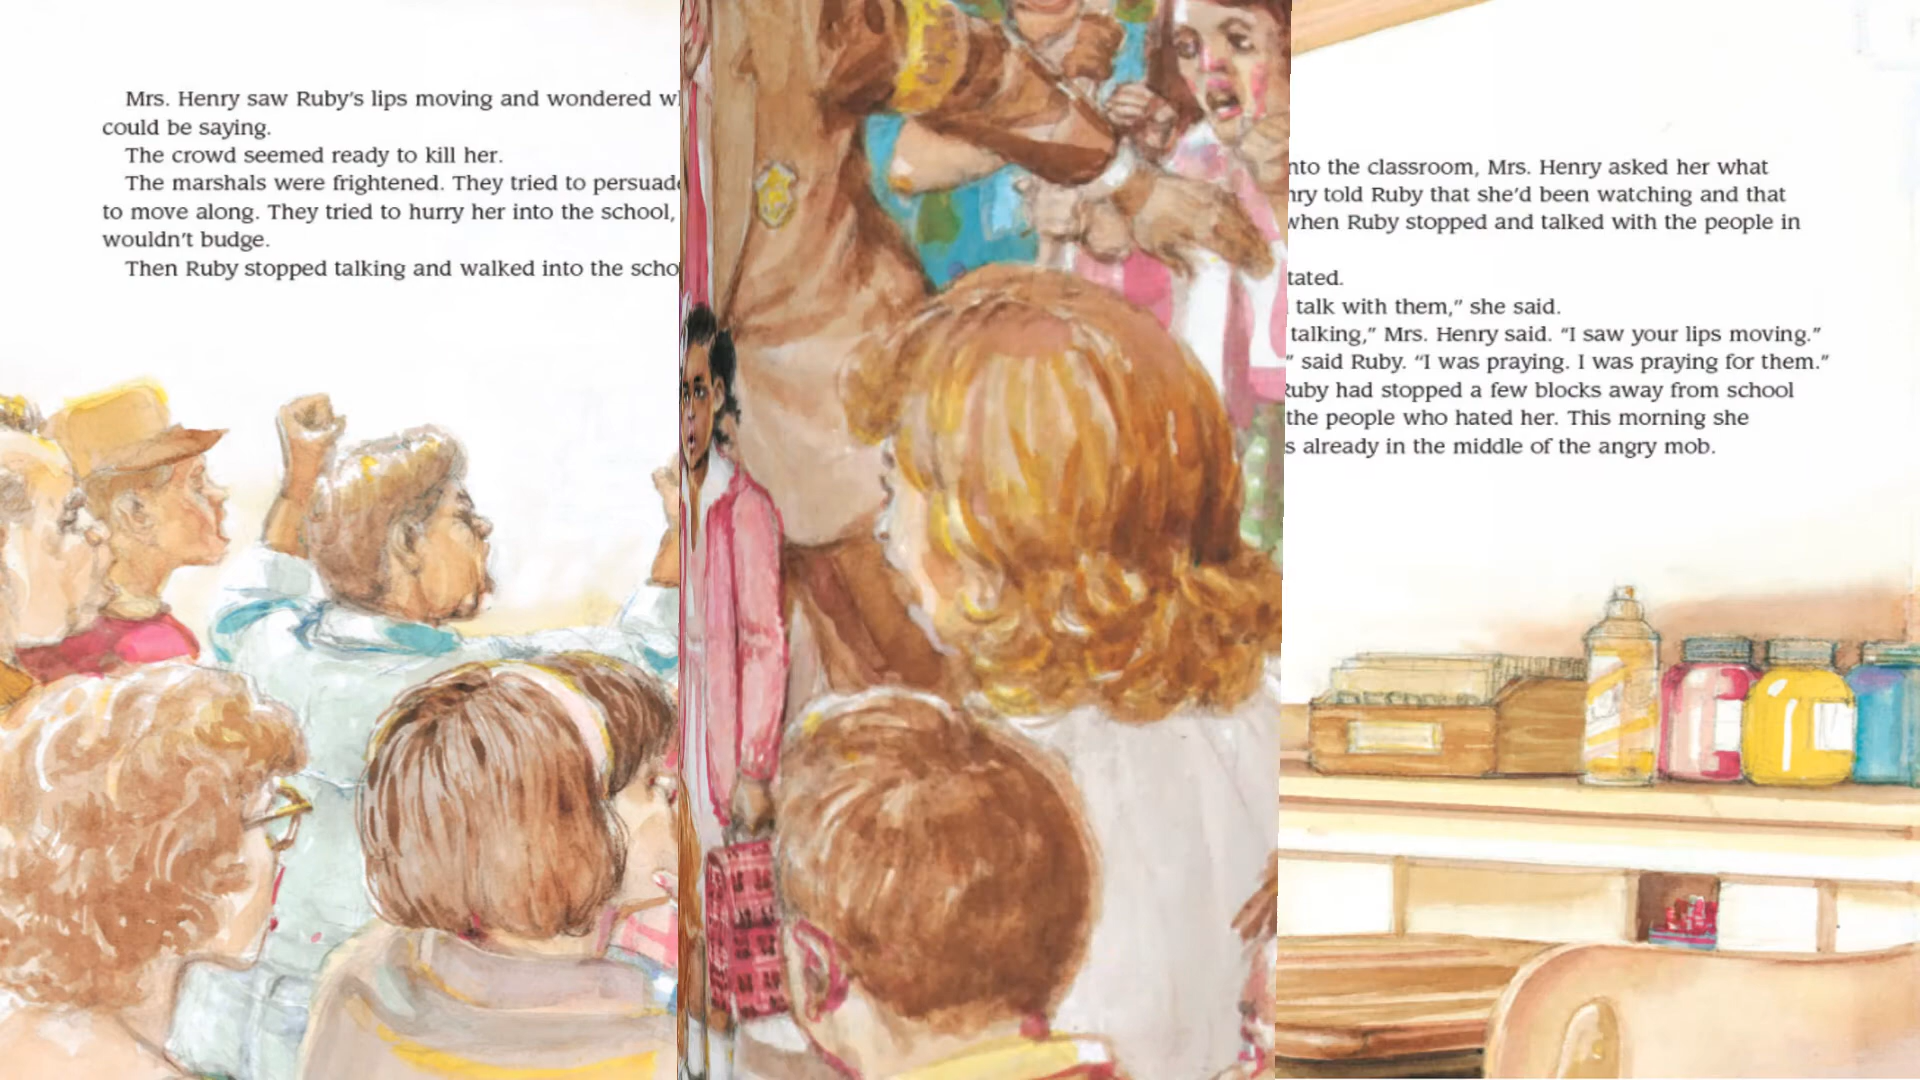 Mrs. Henry saw Ruby's lips moving and wondered
could be saying.
The crowd seemed ready to kill her.
The marshals were frightened. They tried to persuade
to move along. They tried to hurry her into the school,
wouldn't budge.
Then Ruby stopped talking and walked into the
the classroom, Mrs. Henry asked her what
told Ruby that she'd been watching and that
when Ruby stopped and talked with the people in
talk with them," she said.
talking," Mrs. Henry said. "I saw your lips moving."
" said Ruby. "I was praying. I was praying for them."
Ruby had stopped a few blocks away from school
the people who hated her. This morning she
already in the middle of the angry mob.